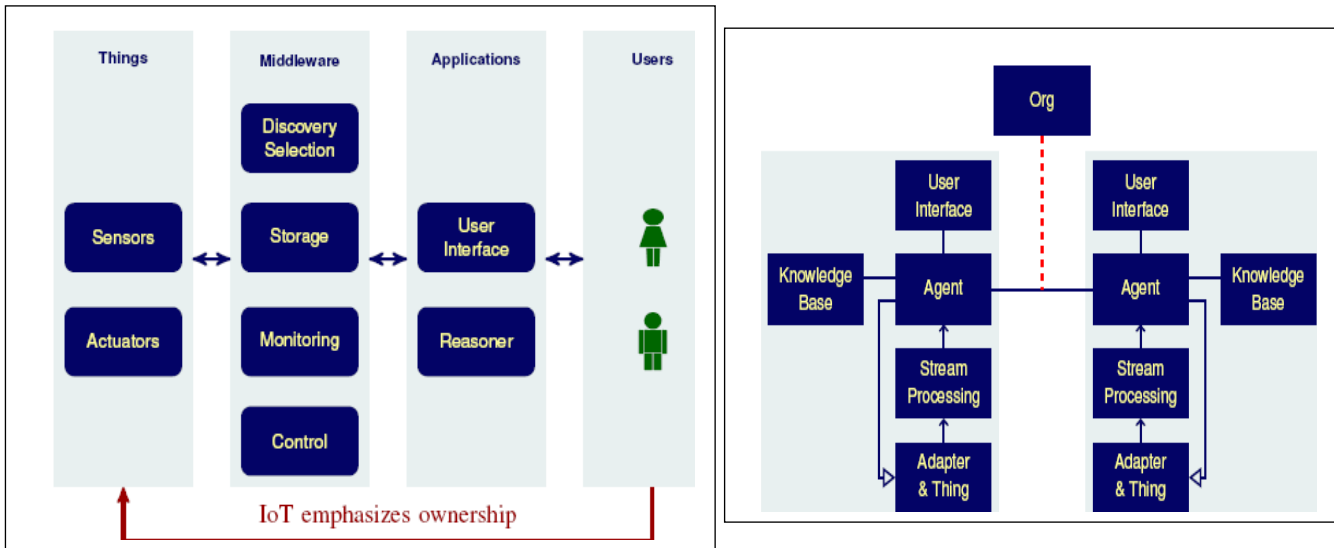 Things
Middleware
Applications
Users
Discovery
Selection
Sensors
Storage
User
Interface
Actuators
Monitoring
Reasoner
Control
IoT emphasizes ownership
Org
User
Interface
User
Interface
Knowledge
Base
Agent
Agent
Knowledge
Base
Stream
Processing
Stream
Processing
Adapter
& Thing
Adapter
& Thing